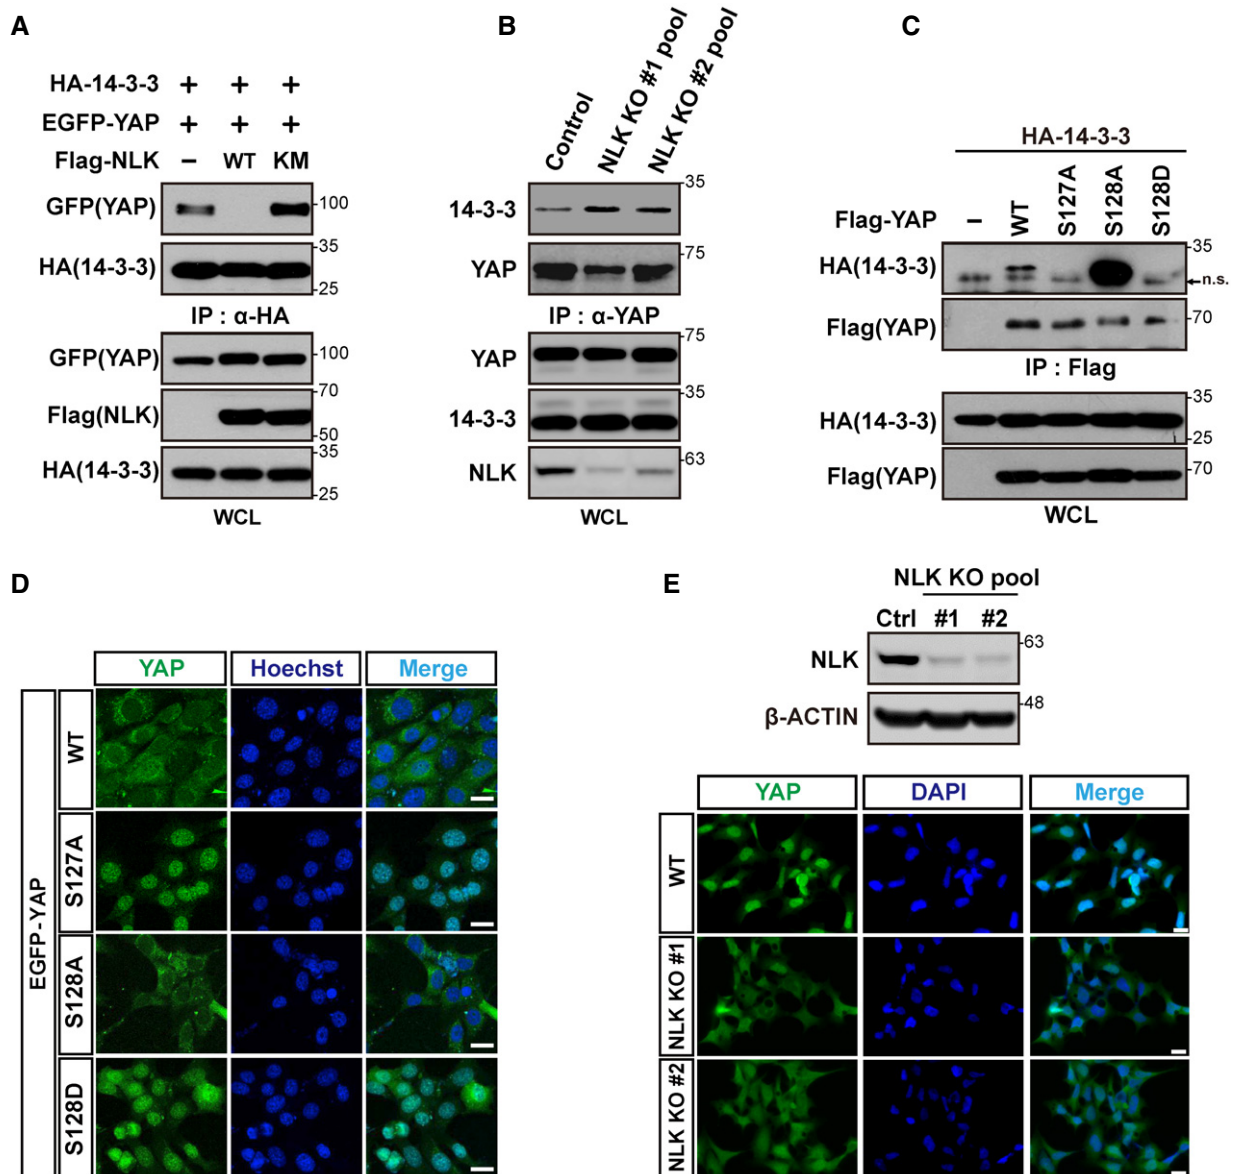 A
HA-14-3-3 + + +
EGFP-YAP + + +
Flag-NLK – WT KM
GFP(YAP) -100
HA(14-3-3) -35 -25
IP : α-HA
GFP(YAP) -100
Flag(NLK) -70 -50
HA(14-3-3) -35 -25
WCL
B
Control NLK KO #1 pool NLK KO #2 pool
14-3-3 -35
YAP -75
IP : α-YAP
YAP -75
14-3-3 -35
NLK -63
WCL
C
HA-14-3-3
Flag-YAP – WT S127A S128A S128D
HA(14-3-3) -35 ←n.s.
Flag(YAP) -70
IP : Flag
HA(14-3-3) -35 -25
Flag(YAP) -70
WCL
D
YAP Hoechst Merge
EGFP-YAP
WT
S127A
S128A
S128D
E
NLK KO pool
Ctrl #1 #2
NLK -63
β-ACTIN -48
YAP DAPI Merge
WT
NLK KO #1
NLK KO #2